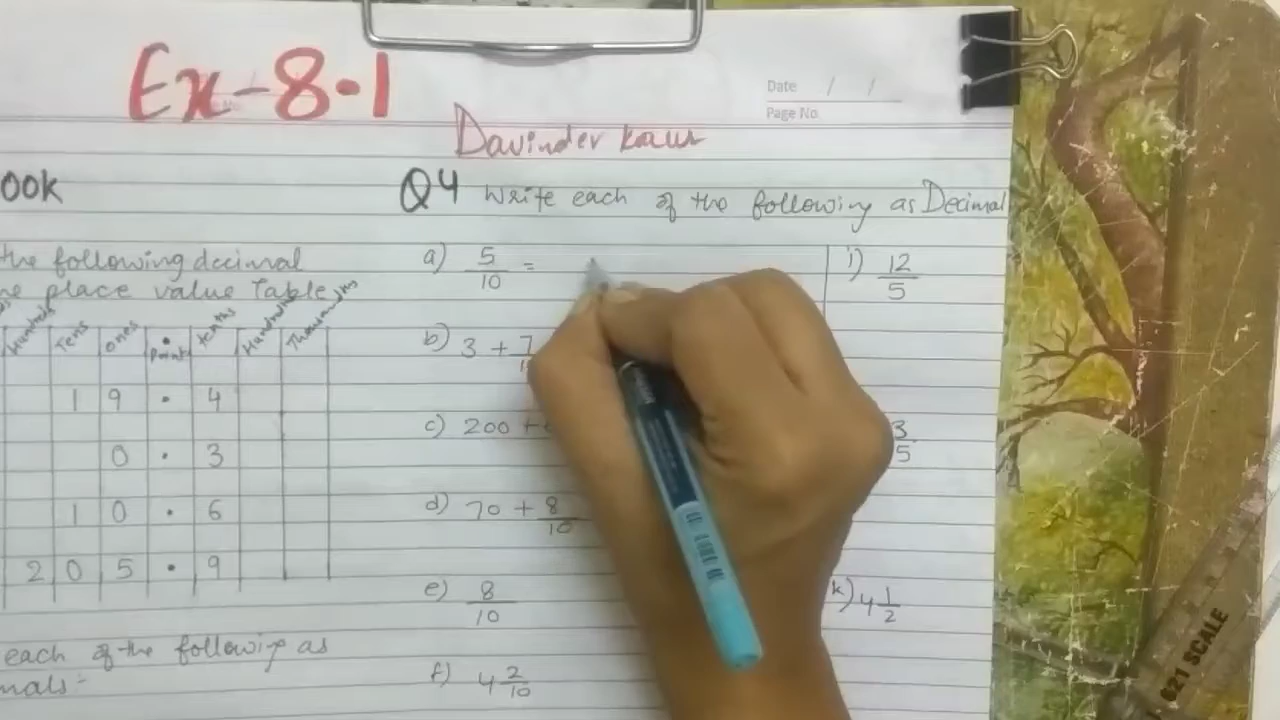 Ex-8.1
Date / /
Page No.
Davinder kaur
ook
Q4 Write each of the following as Decimal
the following decimal
place value Table
Tens ones Point tenths
1 9 . 4
0 . 3
1 0 . 6
2 0 5 . 9
each of the following as
mals:-
a) 5/10 =
b) 3 + 7/
c) 200 +
d) 70 + 8/10
e) 8/10
f) 4 2/10
i) 12/5
3/5
k) 4 1/2
621 SCALE